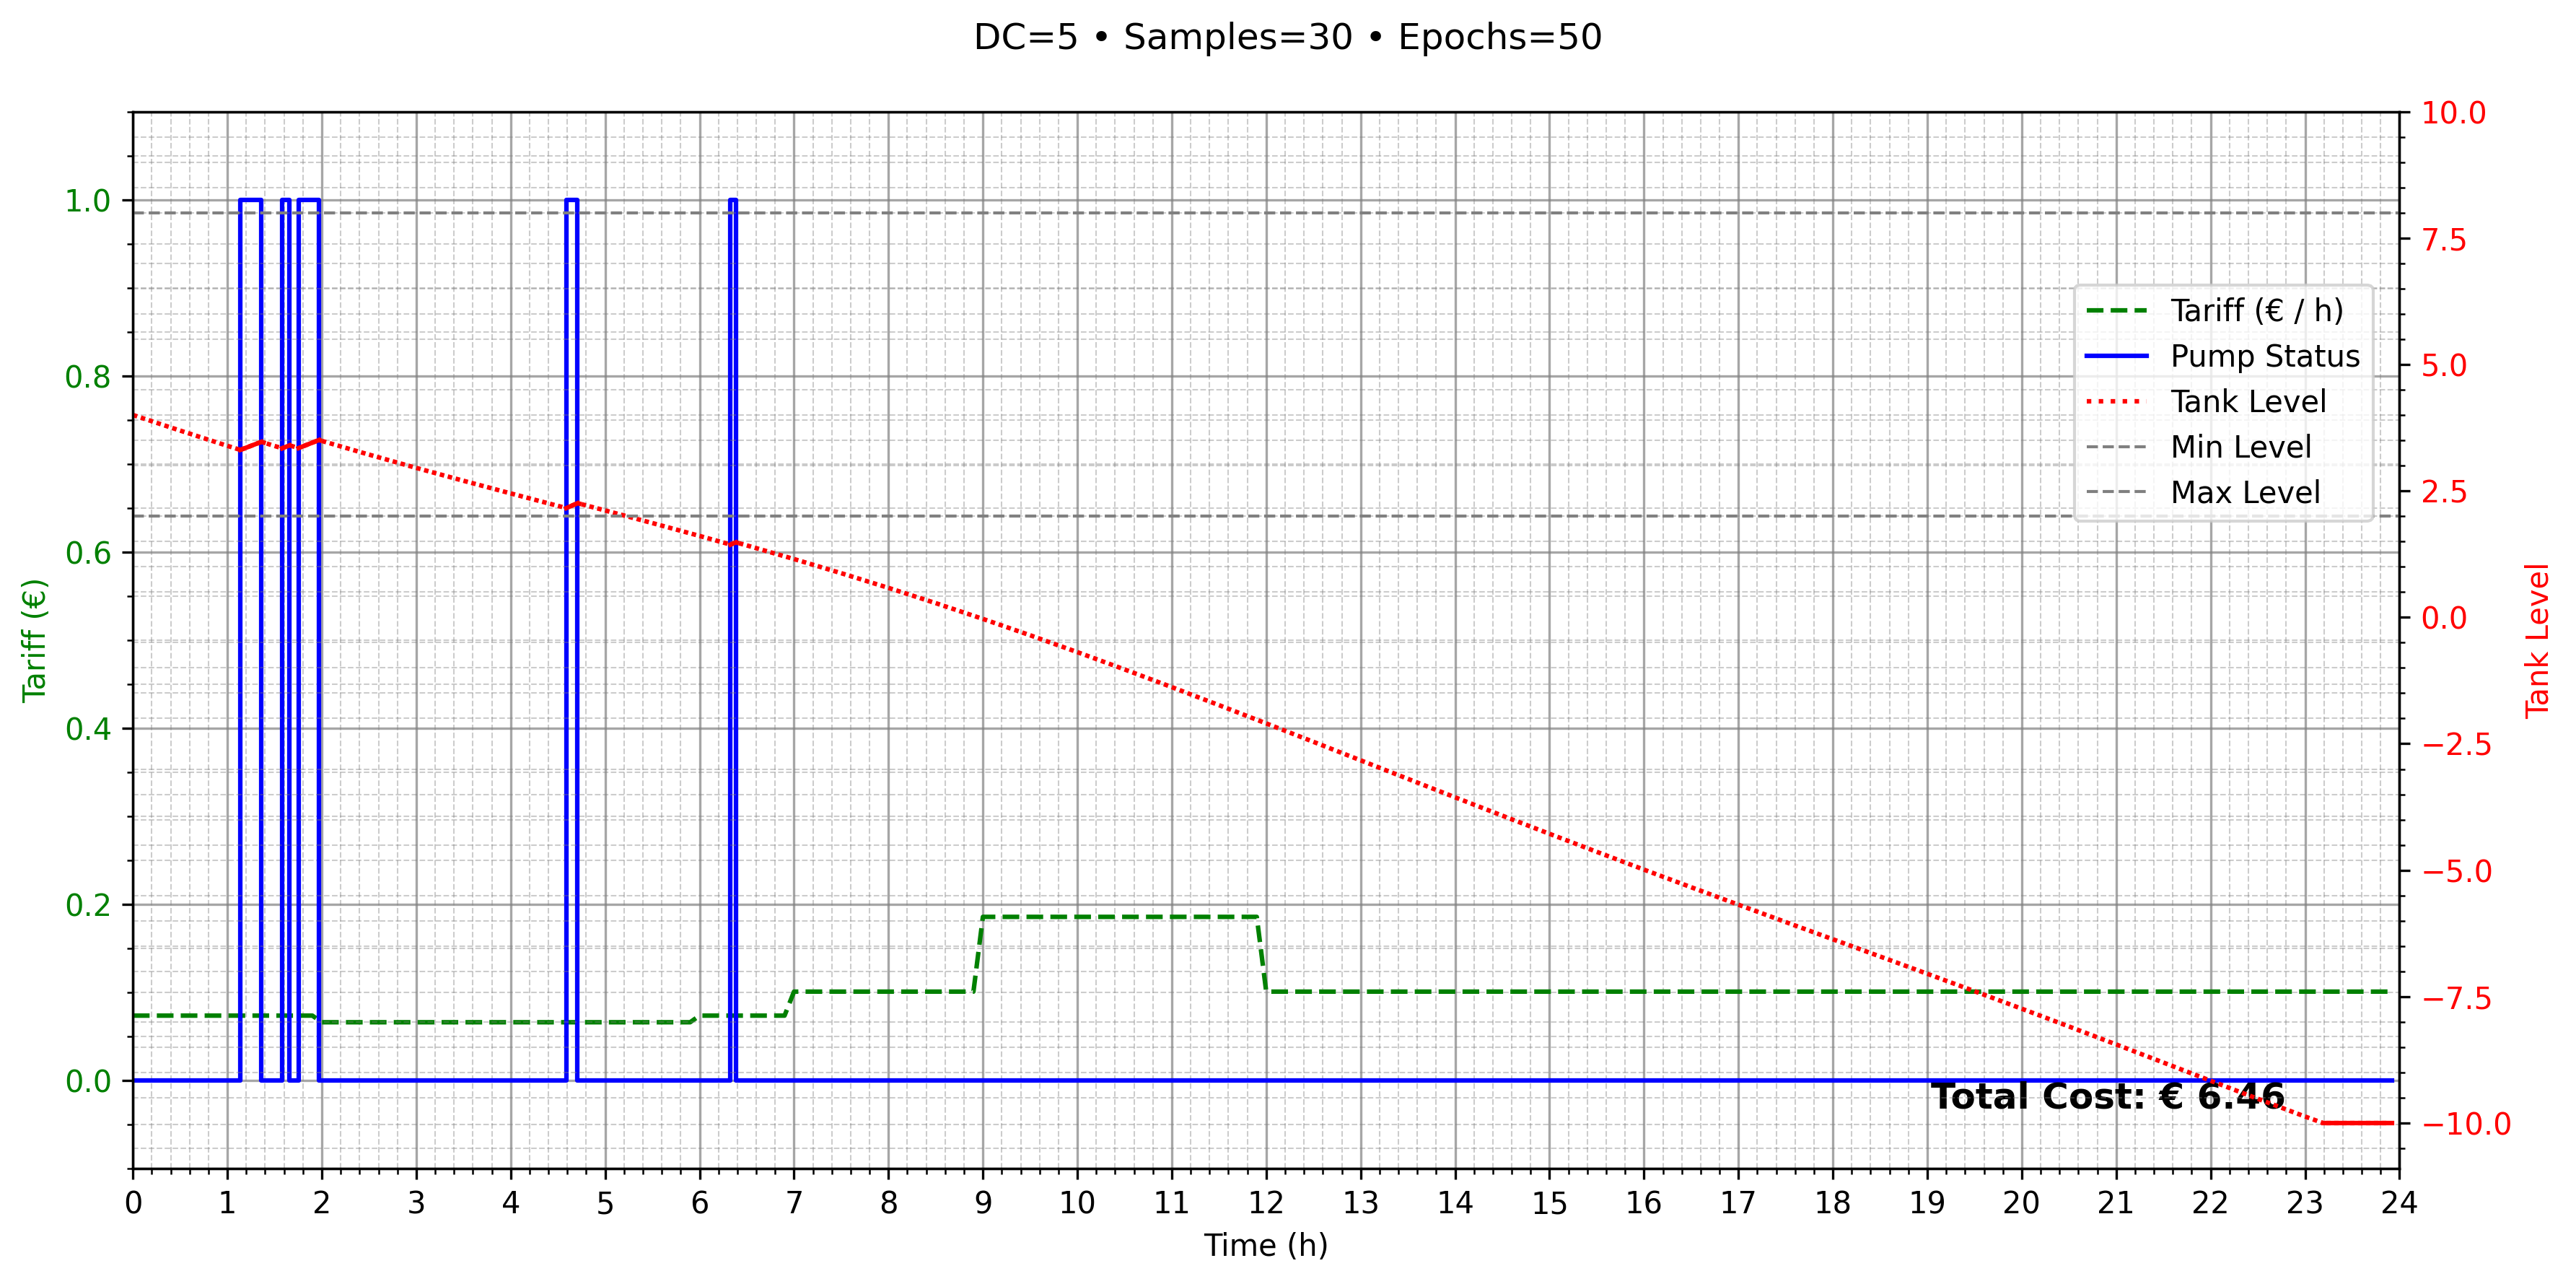 DC=5 • Samples=30 • Epochs=50
1.0
0.8
0.6
0.4
0.2
0.0
Tariff (€)
10.0
7.5
5.0
2.5
0.0
−2.5
−5.0
−7.5
−10.0
Tank Level
Tariff (€ / h)
Pump Status
Tank Level
Min Level
Max Level
Total Cost: € 6.46
0 1 2 3 4 5 6 7 8 9 10 11 12 13 14 15 16 17 18 19 20 21 22 23 24
Time (h)